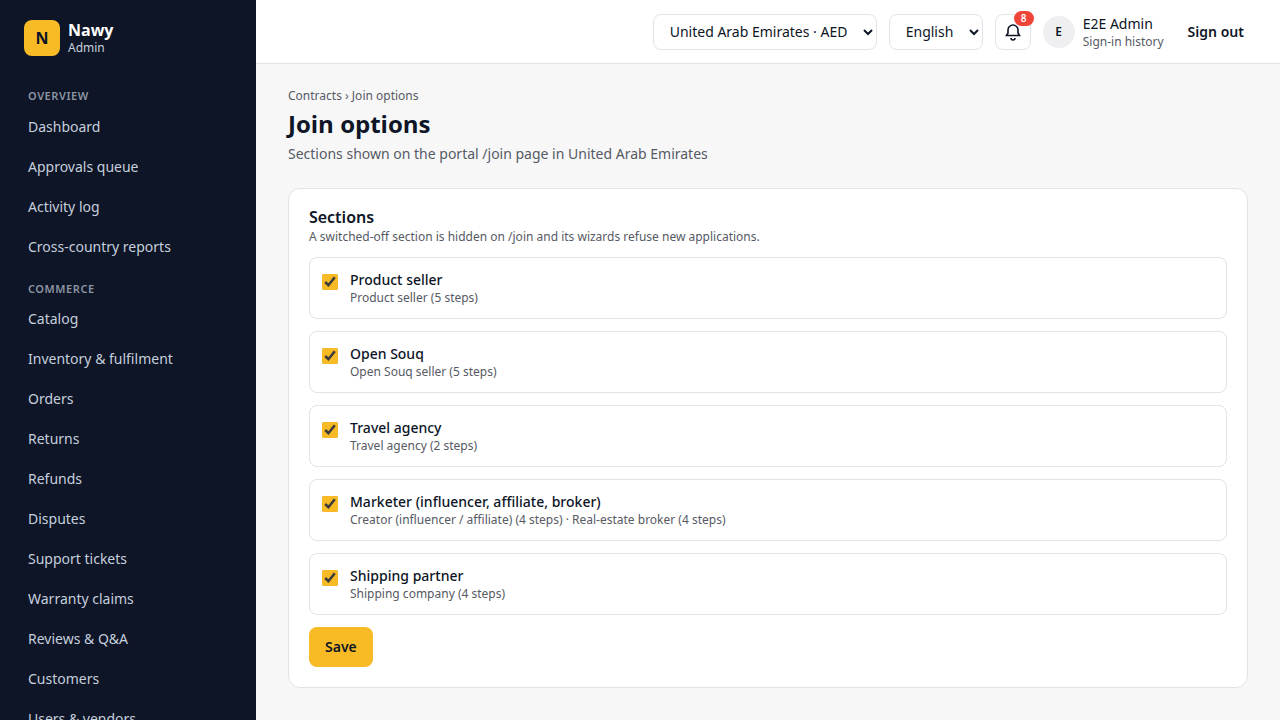 N
Nawy
Admin
OVERVIEW
Dashboard
Approvals queue
Activity log
Cross-country reports
COMMERCE
Catalog
Inventory & fulfilment
Orders
Returns
Refunds
Disputes
Support tickets
Warranty claims
Reviews & Q&A
Customers
Users & vendors
United Arab Emirates · AED
English
8
E
E2E Admin
Sign-in history
Sign out
Contracts › Join options
Join options
Sections shown on the portal /join page in United Arab Emirates
Sections
A switched-off section is hidden on /join and its wizards refuse new applications.
Product seller
Product seller (5 steps)
Open Souq
Open Souq seller (5 steps)
Travel agency
Travel agency (2 steps)
Marketer (influencer, affiliate, broker)
Creator (influencer / affiliate) (4 steps) · Real-estate broker (4 steps)
Shipping partner
Shipping company (4 steps)
Save